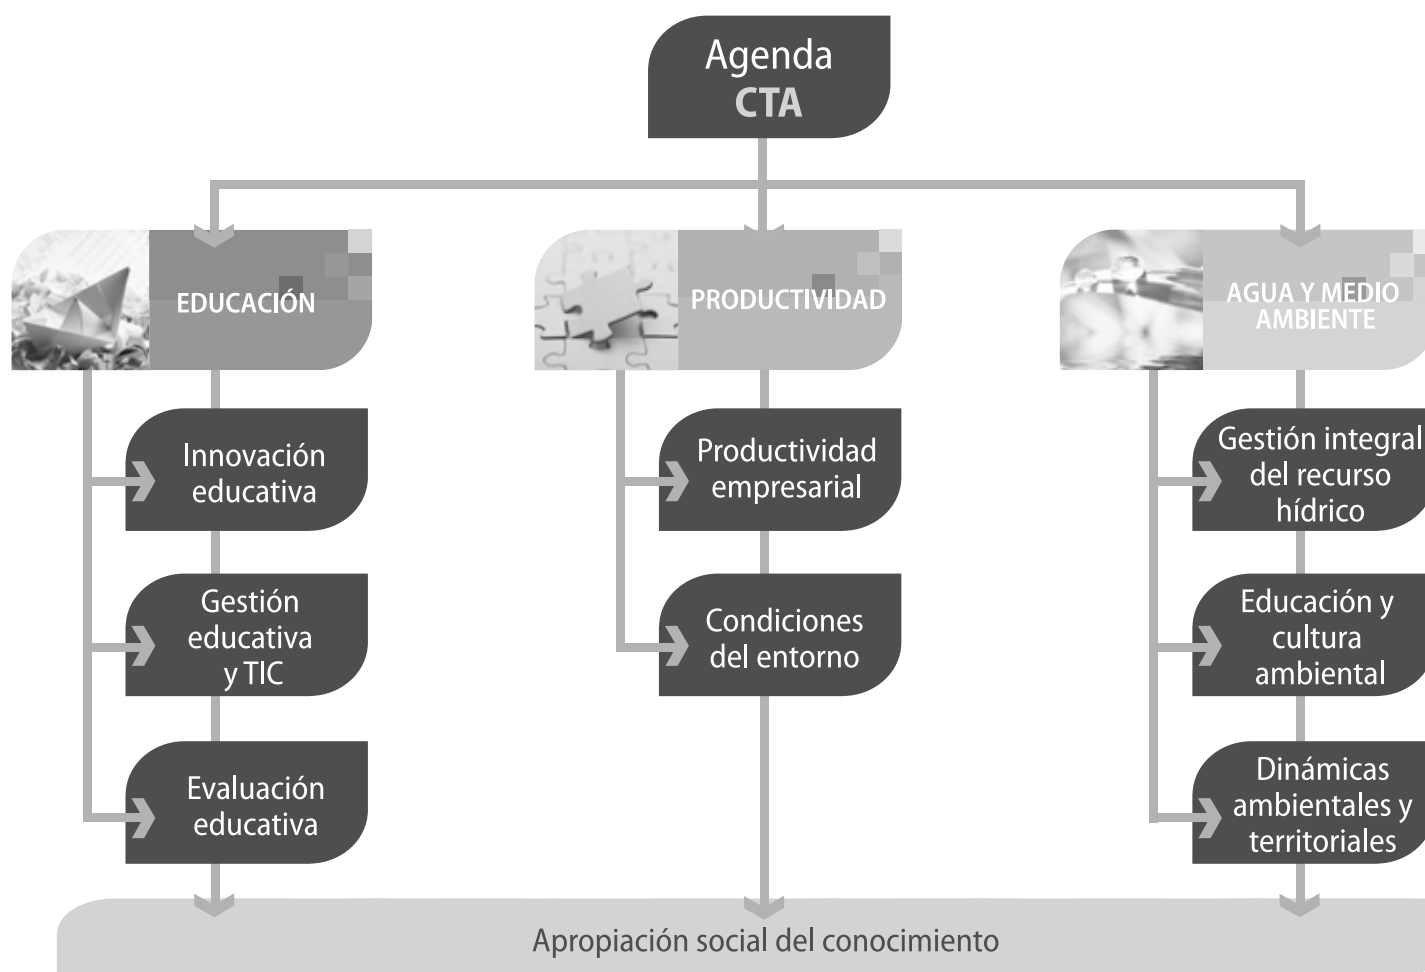 Agenda
CTA
EDUCACIÓN
PRODUCTIVIDAD
AGUA Y MEDIO
AMBIENTE
Innovación
educativa
Gestión
educativa
y TIC
Evaluación
educativa
Productividad
empresarial
Condiciones
del entorno
Gestión integral
del recurso
hídrico
Educación y
cultura
ambiental
Dinámicas
ambientales y
territoriales
Apropiación social del conocimiento